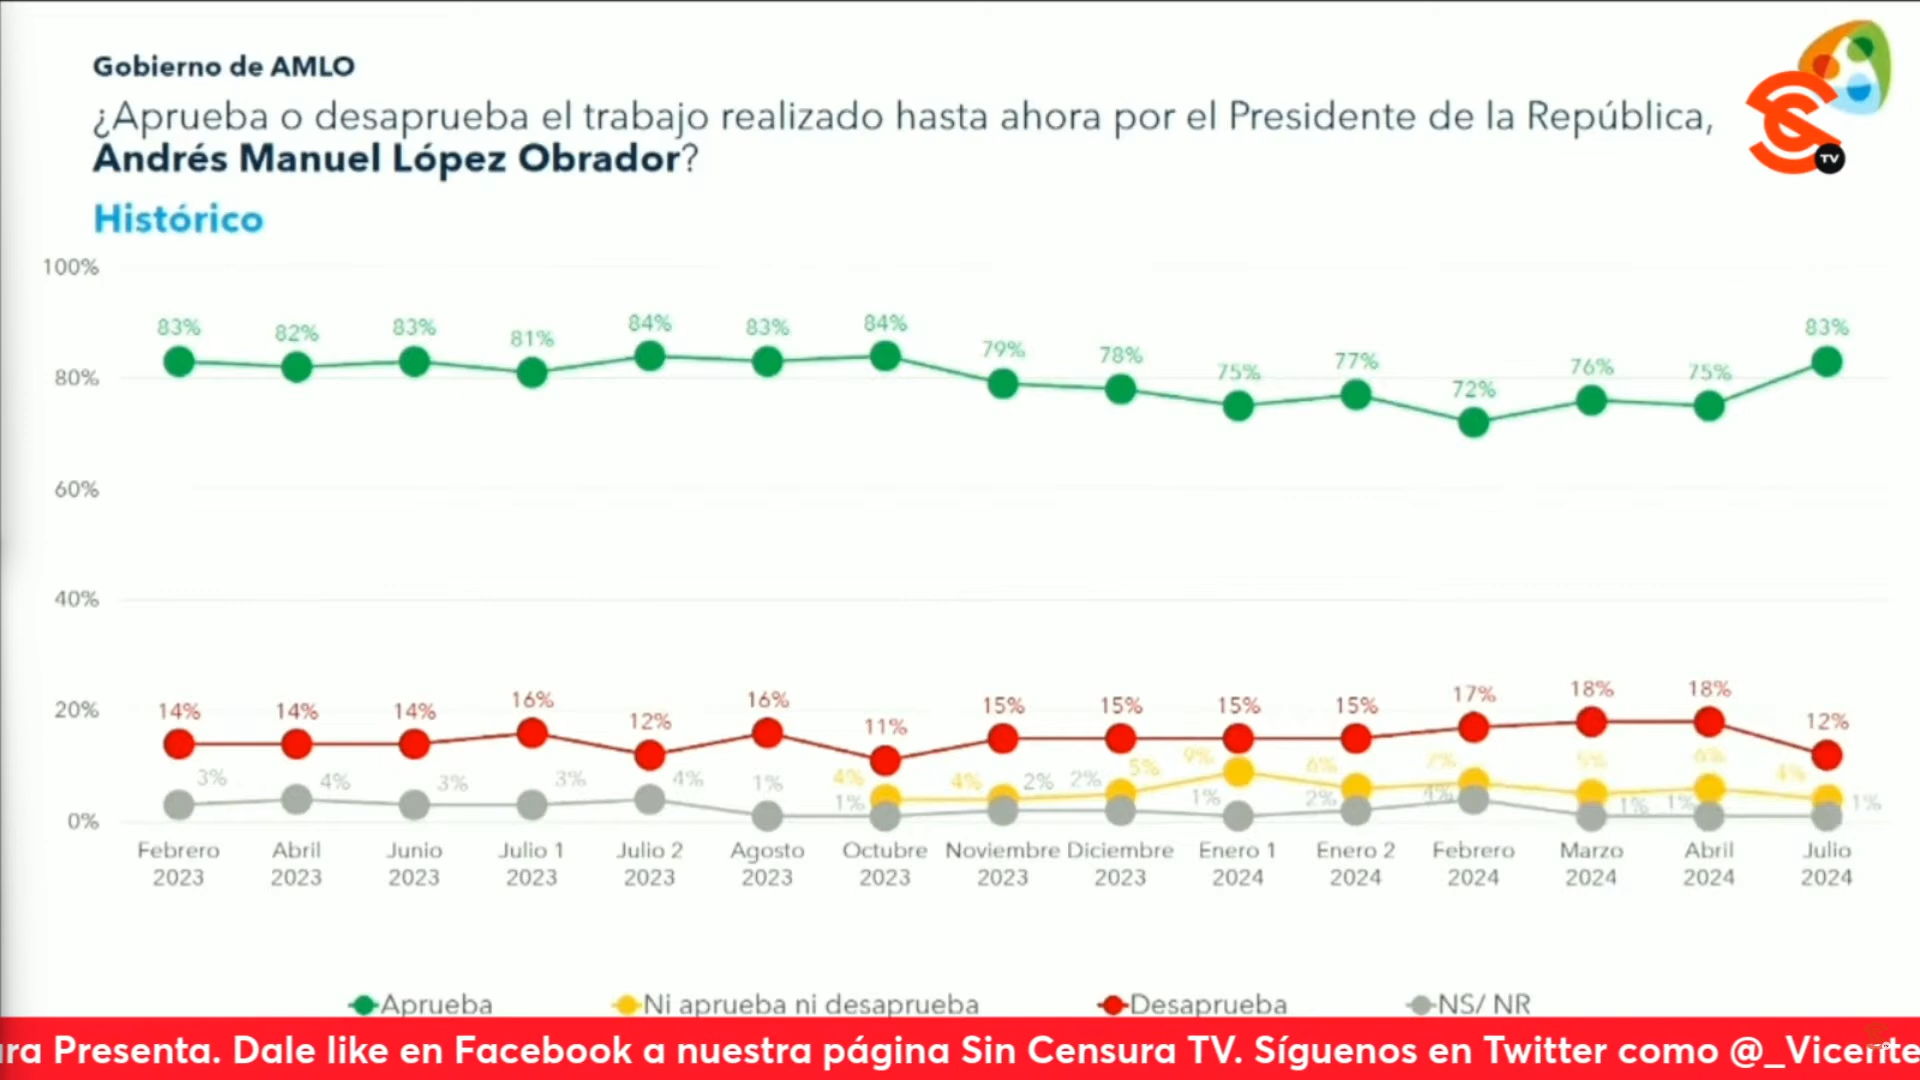 Gobierno de AMLO
¿Aprueba o desaprueba el trabajo realizado hasta ahora por el Presidente de la República,
Andrés Manuel López Obrador?
TV
Histórico
100%
83% 82% 83% 81% 84% 83% 84% 79% 78% 75% 77% 72% 76% 75% 83%
80%
60%
40%
20%
14% 14% 14% 16% 12% 16% 11% 15% 15% 15% 15% 17% 18% 18% 12%
4% 4% 5% 9% 6% 7% 5% 6% 4%
3% 4% 3% 3% 4% 1% 1% 2% 2% 1% 2% 4% 1% 1% 1%
0%
Febrero Abril Junio Julio 1 Julio 2 Agosto Octubre Noviembre Diciembre Enero 1 Enero 2 Febrero Marzo Abril Julio
2023 2023 2023 2023 2023 2023 2023 2023 2023 2024 2024 2024 2024 2024 2024
Aprueba Ni aprueba ni desaprueba Desaprueba NS/ NR
ra Presenta. Dale like en Facebook a nuestra página Sin Censura TV. Síguenos en Twitter como @_Vicente